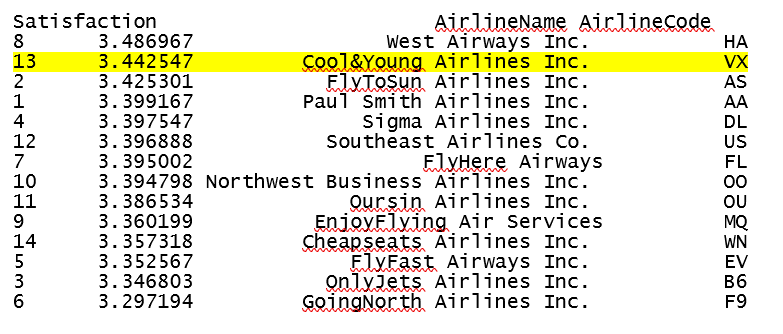 Satisfaction AirlineName AirlineCode
8 3.486967 West Airways Inc. HA
13 3.442547 Cool&Young Airlines Inc. VX
2 3.425301 FlyToSun Airlines Inc. AS
1 3.399167 Paul Smith Airlines Inc. AA
4 3.397547 Sigma Airlines Inc. DL
12 3.396888 Southeast Airlines Co. US
7 3.395002 FlyHere Airways FL
10 3.394798 Northwest Business Airlines Inc. OO
11 3.386534 Oursin Airlines Inc. OU
9 3.360199 EnjoyFlying Air Services MQ
14 3.357318 Cheapseats Airlines Inc. WN
5 3.352567 FlyFast Airways Inc. EV
3 3.346803 OnlyJets Airlines Inc. B6
6 3.297194 GoingNorth Airlines Inc. F9